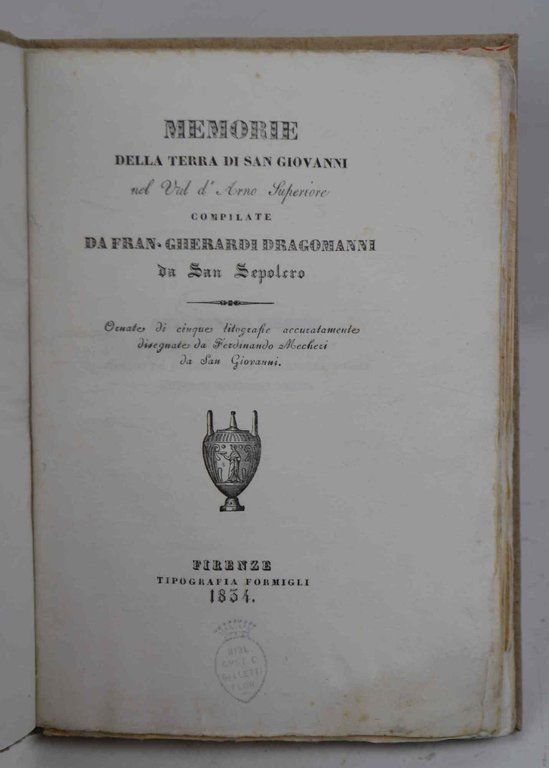 MEMORIE
DELLA TERRA DI SAN GIOVANNI
nel Val d'Arno Superiore
COMPILATE
DA FRAN. GHERARDI DRAGOMANNI
da San Sepolcro
Ornate di cinque litografie accuratamente
disegnate da Ferdinando Mecheri
da San Giovanni.
FIRENZE
TIPOGRAFIA FORMIGLI
1834.
BIBL.